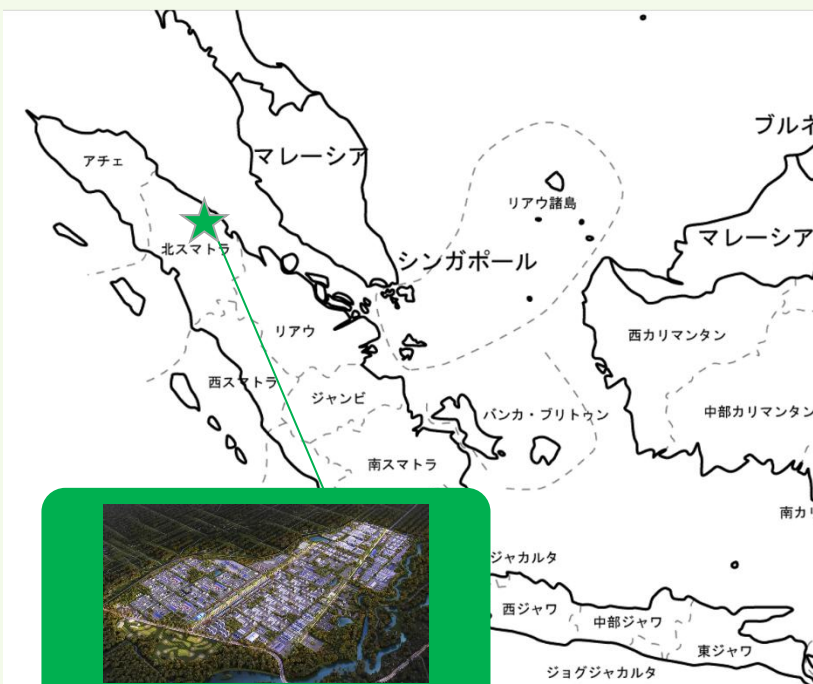 ブルネ
アチェ
マレーシア
リアウ諸島
北スマトラ
シンガポール
マレーシア
リアウ
西カリマンタン
西スマトラ
ジャンビ
バンカ・ブリトゥン
中部カリマンタン
南スマトラ
南カリ
ジャカルタ
西ジャワ
中部ジャワ
東ジャワ
ジョグジャカルタ